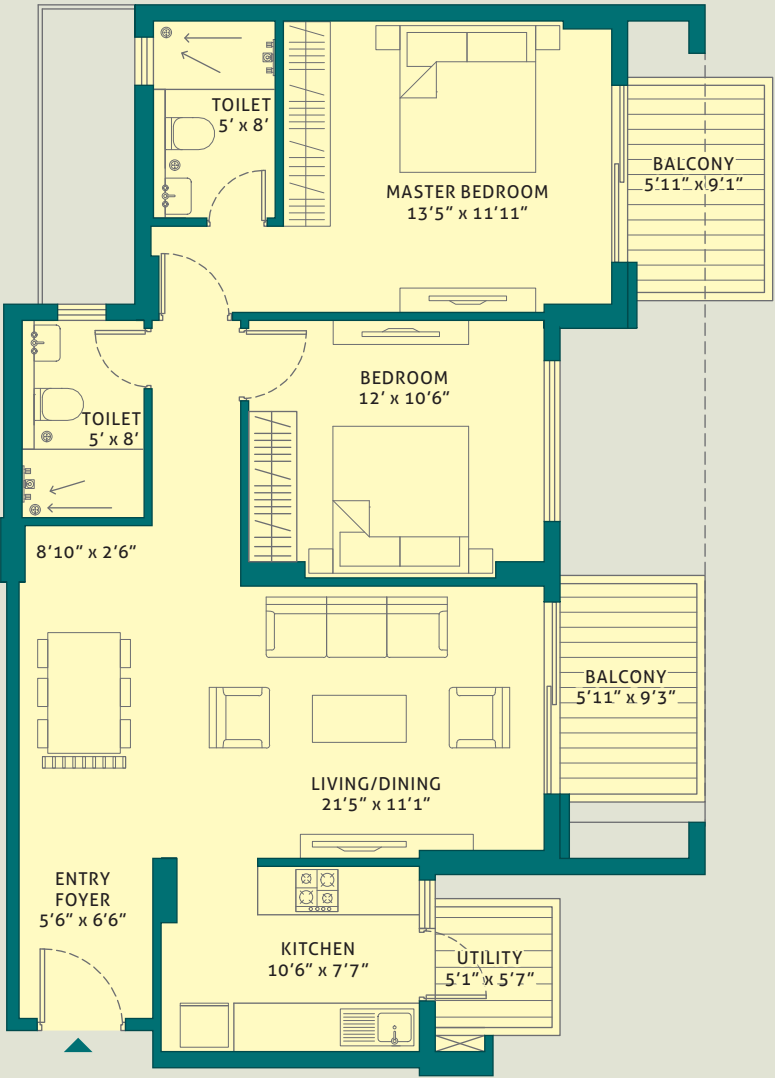 TOILET
5' x 8'
MASTER BEDROOM
13'5" x 11'11"
BALCONY
5'11" x 9'1"
BEDROOM
12' x 10'6"
TOILET
5' x 8'
8'10" x 2'6"
BALCONY
5'11" x 9'3"
LIVING/DINING
21'5" x 11'1"
ENTRY
FOYER
5'6" x 6'6"
KITCHEN
10'6" x 7'7"
UTILITY
5'1" x 5'7"